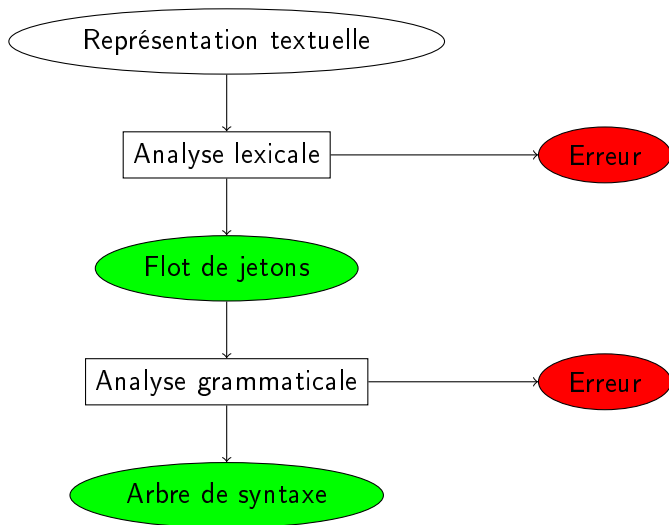 Représentation textuelle
Analyse lexicale
Erreur
Flot de jetons
Analyse grammaticale
Erreur
Arbre de syntaxe